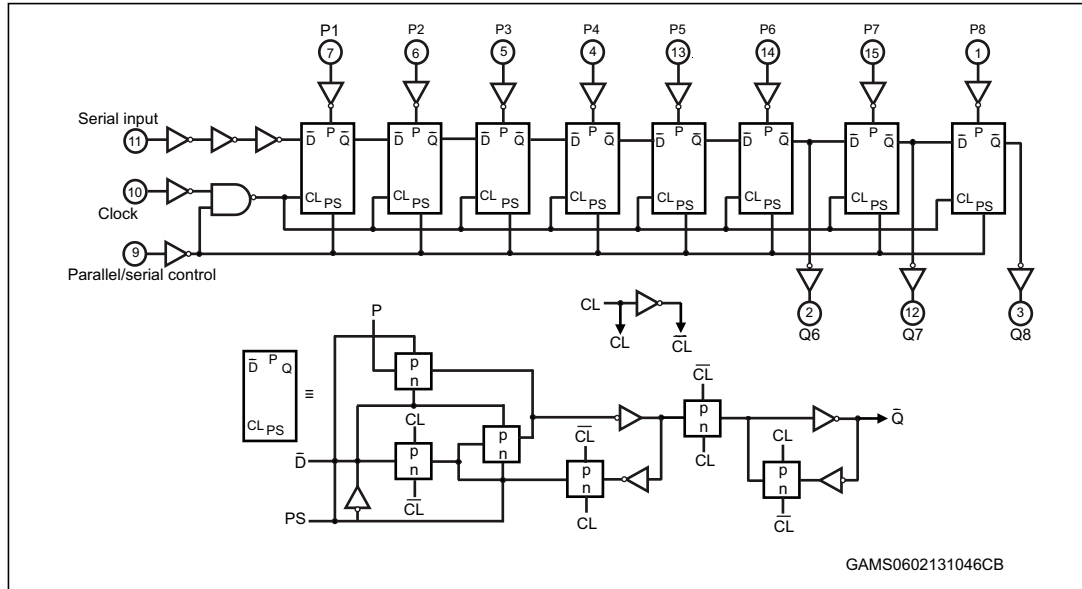 P1 P2 P3 P4 P5 P6 P7 P8
7 6 5 4 13 14 15 1
Serial input
11
D̄ P Q̄ D̄ P Q̄ D̄ P Q̄ D̄ P Q̄ D̄ P Q̄ D̄ P Q̄ D̄ P Q̄ D̄ P Q̄
10
Clock
CL PS CL PS CL PS CL PS CL PS CL PS CL PS CL PS
9
Parallel/serial control
2 12 3
Q6 Q7 Q8
CL
CL C̅L̅
P
D̄ P Q
CL PS
≡
p
n
CL
p
n
C̅L̅
p
n
C̅L̅
p
n
CL
C̅L̅
p
n
CL
CL
p
n
C̅L̅
Q̄
D̄
PS
GAMS0602131046CB